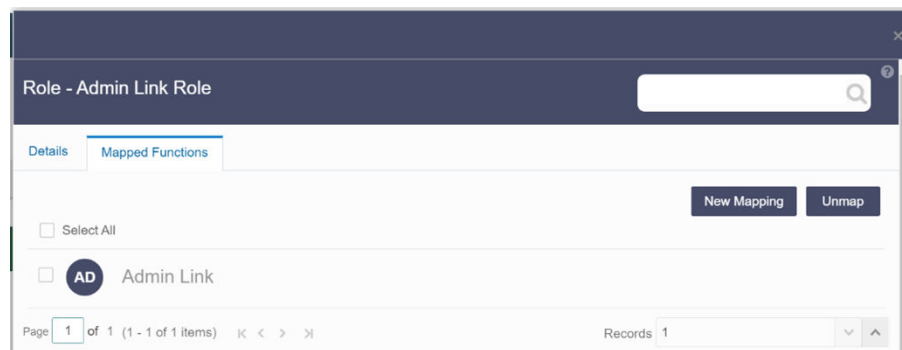 Role - Admin Link Role
Details Mapped Functions
New Mapping Unmap
Select All
AD Admin Link
Page 1 of 1 (1 - 1 of 1 items) Records 1